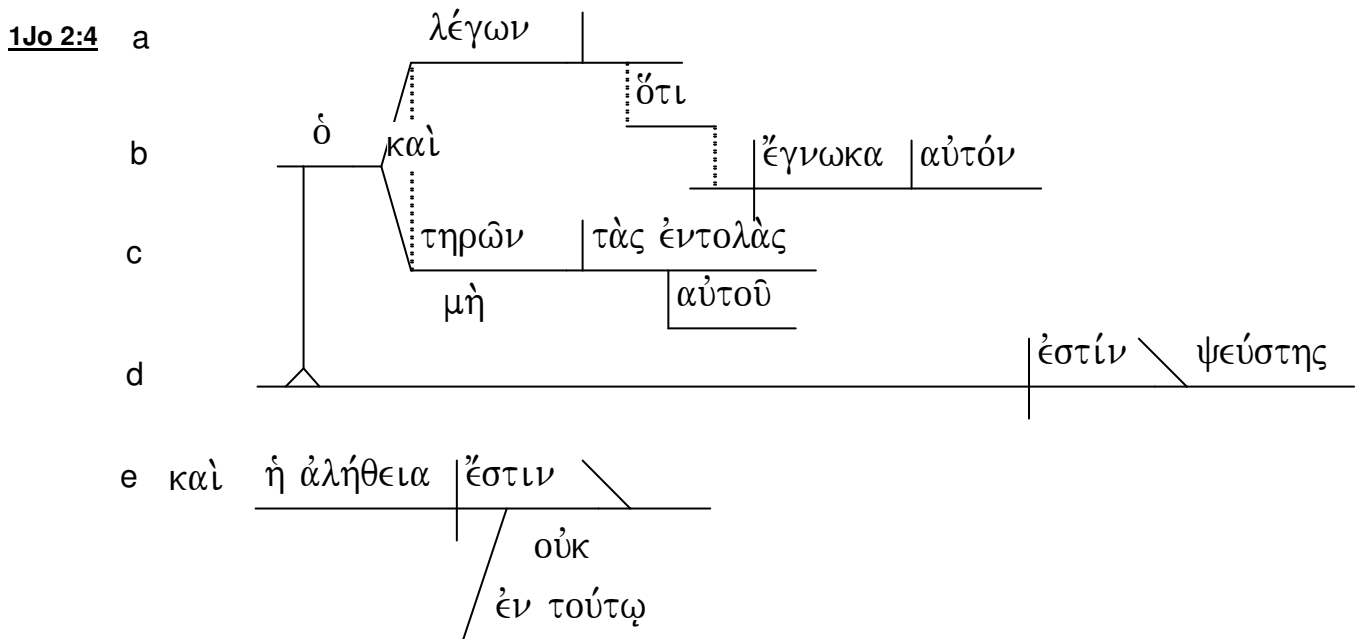 1Jo 2:4 a λέγων
ὅτι
b ὁ καὶ ἔγνωκα αὐτόν
c τηρῶν τὰς ἐντολὰς
μὴ αὐτοῦ
d ἐστίν ψεύστης
e καὶ ἡ ἀλήθεια ἔστιν
οὐκ
ἐν τούτῳ